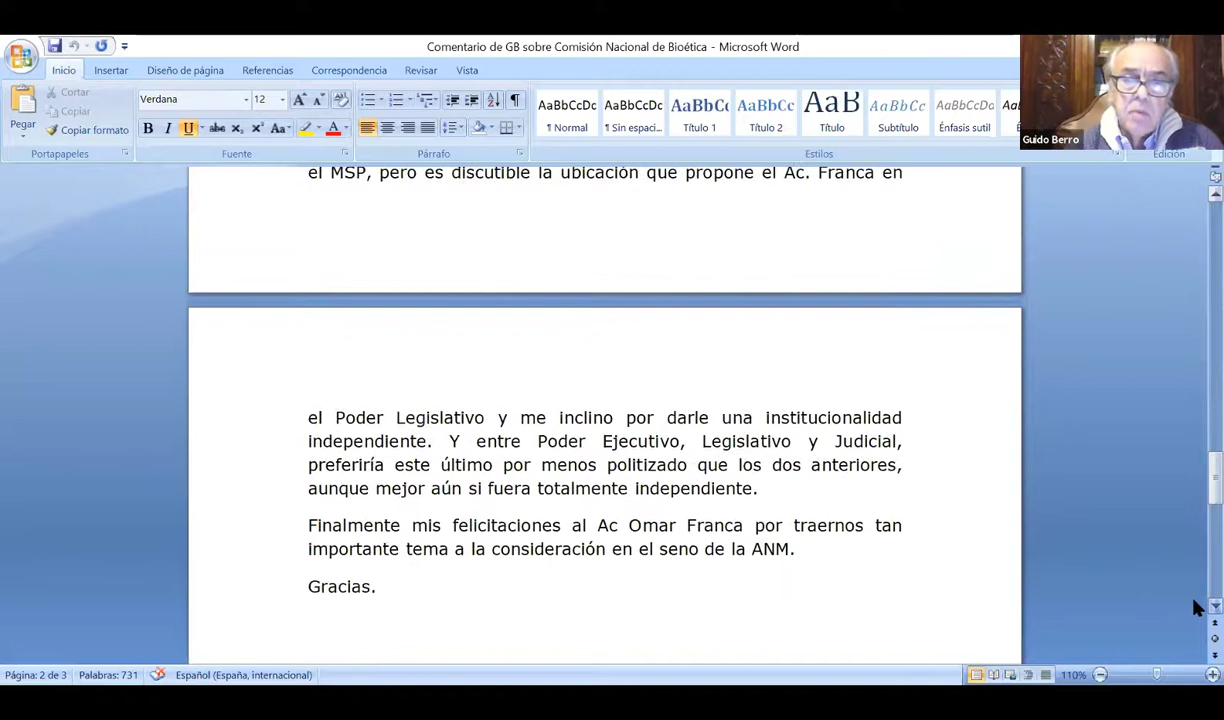 Comentario de GB sobre Comisión Nacional de Bioética - Microsoft Word
Inicio
Insertar
Diseño de página
Referencias
Correspondencia
Revisar
Vista
Pegar
Cortar
Copiar
Copiar formato
Portapapeles
Verdana
12
Fuente
Párrafo
AaBbCcDc
¶ Normal
AaBbCcDc
¶ Sin espaci...
AaBbCc
Título 1
AaBbCc
Título 2
AaB
Título
AaBbCc
Subtítulo
AaBbCcDc
Énfasis sutil
Estilos
Edición
Guido Berro
el MSP, pero es discutible la ubicación que propone el Ac. Franca en
el Poder Legislativo y me inclino por darle una institucionalidad
independiente. Y entre Poder Ejecutivo, Legislativo y Judicial,
preferiría este último por menos politizado que los dos anteriores,
aunque mejor aún si fuera totalmente independiente.
Finalmente mis felicitaciones al Ac Omar Franca por traernos tan
importante tema a la consideración en el seno de la ANM.
Gracias.
Página: 2 de 3
Palabras: 731
Español (España, internacional)
110%